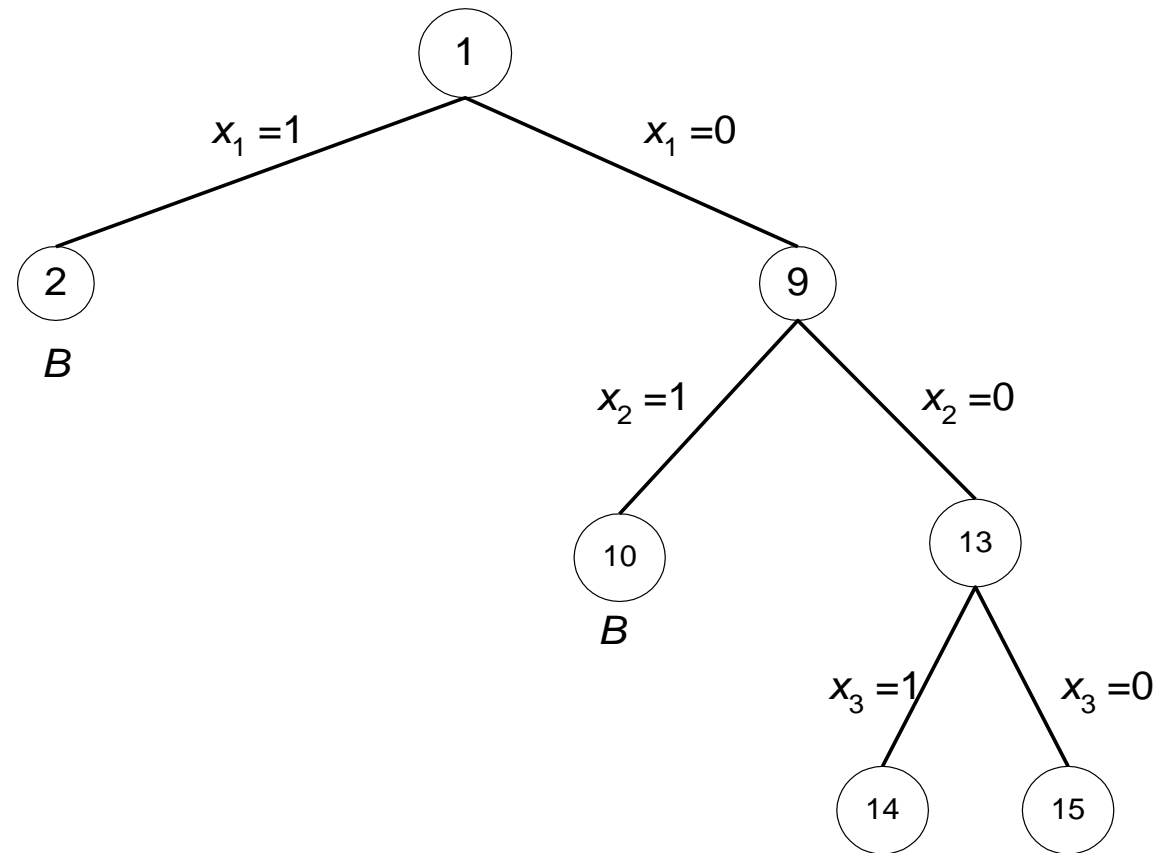 1
x₁ =1
x₁ =0
2
9
B
x₂ =1
x₂ =0
10
13
B
x₃ =1
x₃ =0
14
15